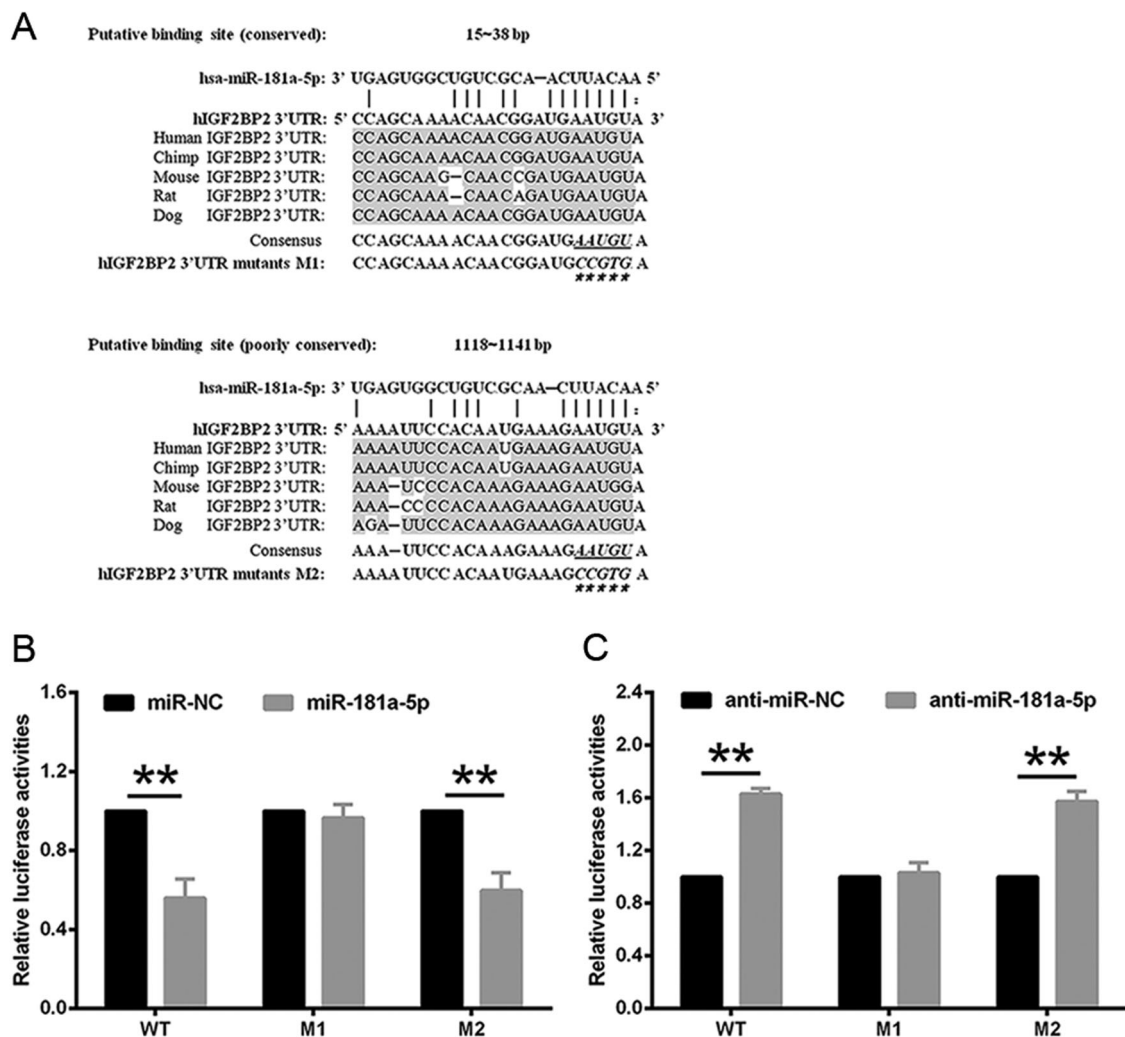 A
Putative binding site (conserved): 15~38 bp
hsa-miR-181a-5p: 3' UGAGUGGCUGUCGCA–ACUUACAA 5'
hIGF2BP2 3'UTR: 5' CCAGCAAAACAACGGAUGAAUGUA 3'
Human IGF2BP2 3'UTR: CCAGCAAAACAACGGAUGAAUGUA
Chimp IGF2BP2 3'UTR: CCAGCAAAACAACGGAUGAAUGUA
Mouse IGF2BP2 3'UTR: CCAGCAAG–CAACCGAUGAAUGUA
Rat IGF2BP2 3'UTR: CCAGCAAA–CAACAGAUGAAUGUA
Dog IGF2BP2 3'UTR: CCAGCAAAACAACGGAUGAAUGUA
Consensus CCAGCAAAACAACGGAUGAAUGUA
hIGF2BP2 3'UTR mutants M1: CCAGCAAAACAACGGAUGCCGTGA
*****
Putative binding site (poorly conserved): 1118~1141 bp
hsa-miR-181a-5p: 3' UGAGUGGCUGUCGCAA–CUUACAA 5'
hIGF2BP2 3'UTR: 5' AAAAUUCCACAAUGAAAGAAUGUA 3'
Human IGF2BP2 3'UTR: AAAAUUCCACAAUGAAAGAAUGUA
Chimp IGF2BP2 3'UTR: AAAAUUCCACAAUGAAAGAAUGUA
Mouse IGF2BP2 3'UTR: AAA–UCCCACAAAGAAAGAAUGGA
Rat IGF2BP2 3'UTR: AAA–CCCCACAAAGAAAGAAUGUA
Dog IGF2BP2 3'UTR: AGA–UUCCACAAAGAAAGAAUGUA
Consensus AAA–UUCCACAAAGAAAGAAUGUA
hIGF2BP2 3'UTR mutants M2: AAAAUUCCACAAUGAAAGCCGTGA
*****
B
Relative luciferase activities
1.6
1.2
0.8
0.4
0.0
miR-NC miR-181a-5p
** **
WT M1 M2
C
Relative luciferase activities
2.4
2.0
1.6
1.2
0.8
0.4
0.0
anti-miR-NC anti-miR-181a-5p
** **
WT M1 M2